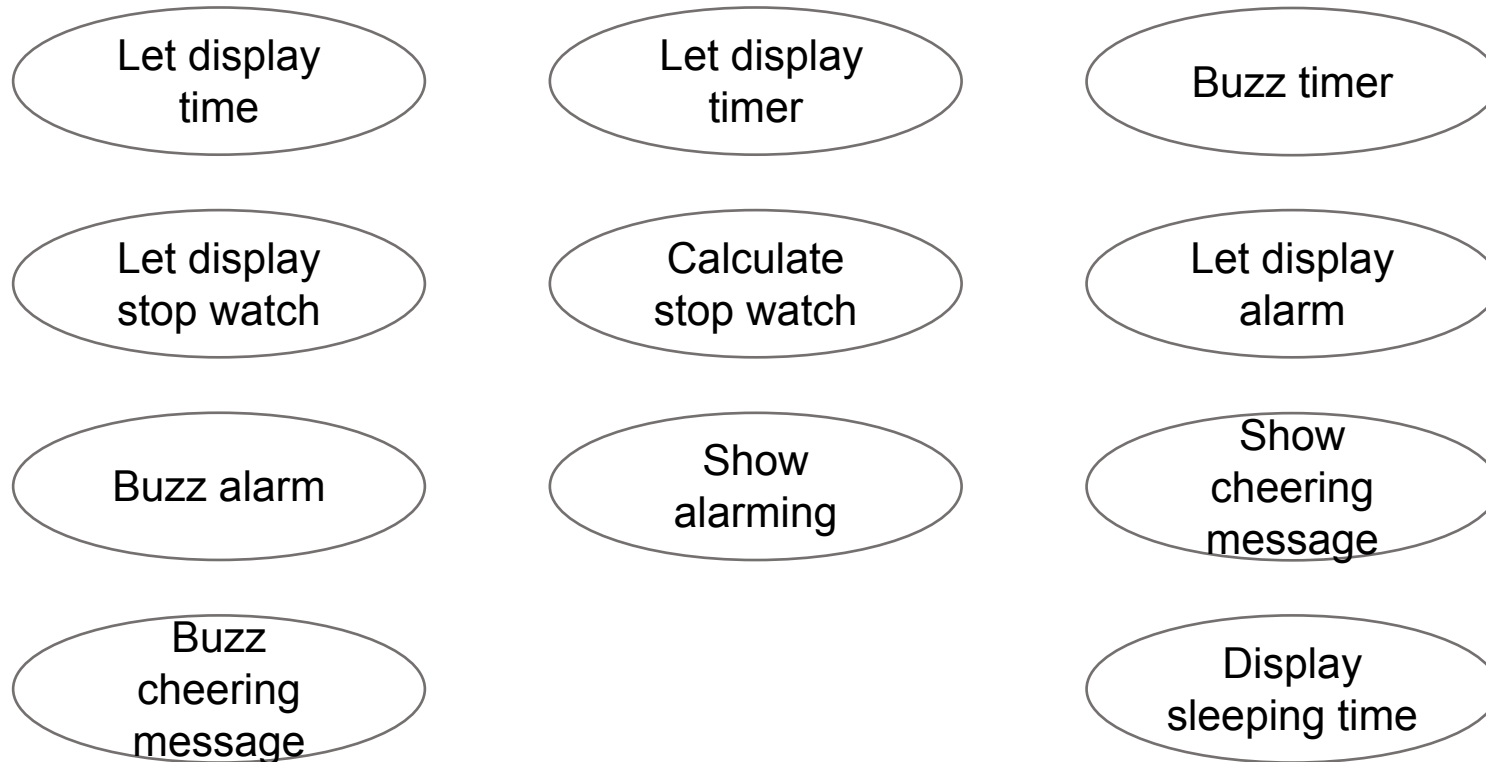 Let display
time
Let display
timer
Buzz timer
Let display
stop watch
Calculate
stop watch
Let display
alarm
Buzz alarm
Show
alarming
Show
cheering
message
Buzz
cheering
message
Display
sleeping time